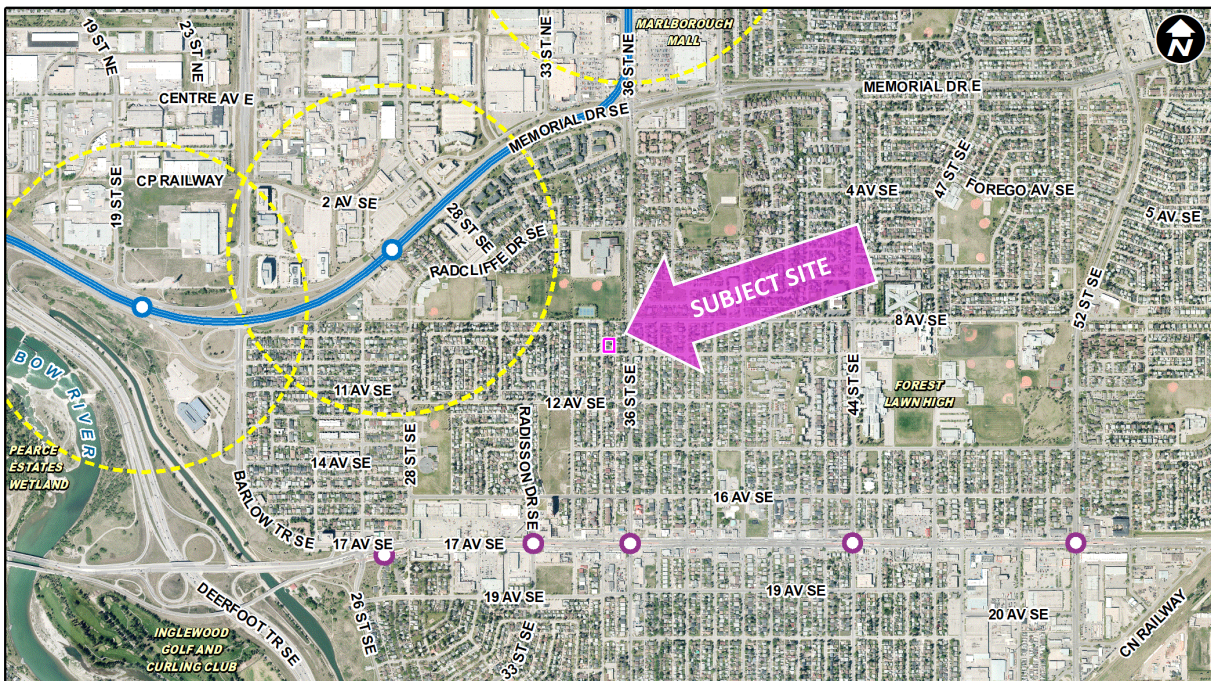 19 ST NE
23 ST NE
33 ST NE
36 ST NE
MARLBOROUGH
MALL
N
CENTRE AV E
MEMORIAL DR E
MEMORIAL DR SE
CP RAILWAY
19 ST SE
2 AV SE
28 ST SE
RADCLIFFE DR SE
4 AV SE
47 ST SE
FOREGO AV SE
5 AV SE
SUBJECT SITE
52 ST SE
8 AV SE
BOW RIVER
11 AV SE
12 AV SE
36 ST SE
44 ST SE
FOREST
LAWN HIGH
PEARCE
ESTATES
WETLAND
14 AV SE
28 ST SE
RADISSON DR SE
BARLOW TR SE
16 AV SE
17 AV SE
17 AV SE
DEERFOOT TR SE
26 ST SE
19 AV SE
19 AV SE
20 AV SE
CN RAILWAY
INGLEWOOD
GOLF AND
CURLING CLUB
33 ST SE